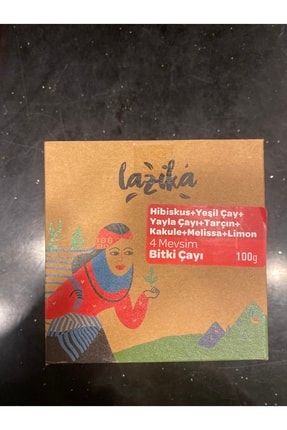 lazika
Hibiskus+Yeşil Çay+
Yayla Çayı+Tarçın+
Kakule+Melissa+Limon
4 Mevsim
Bitki Çayı 100g